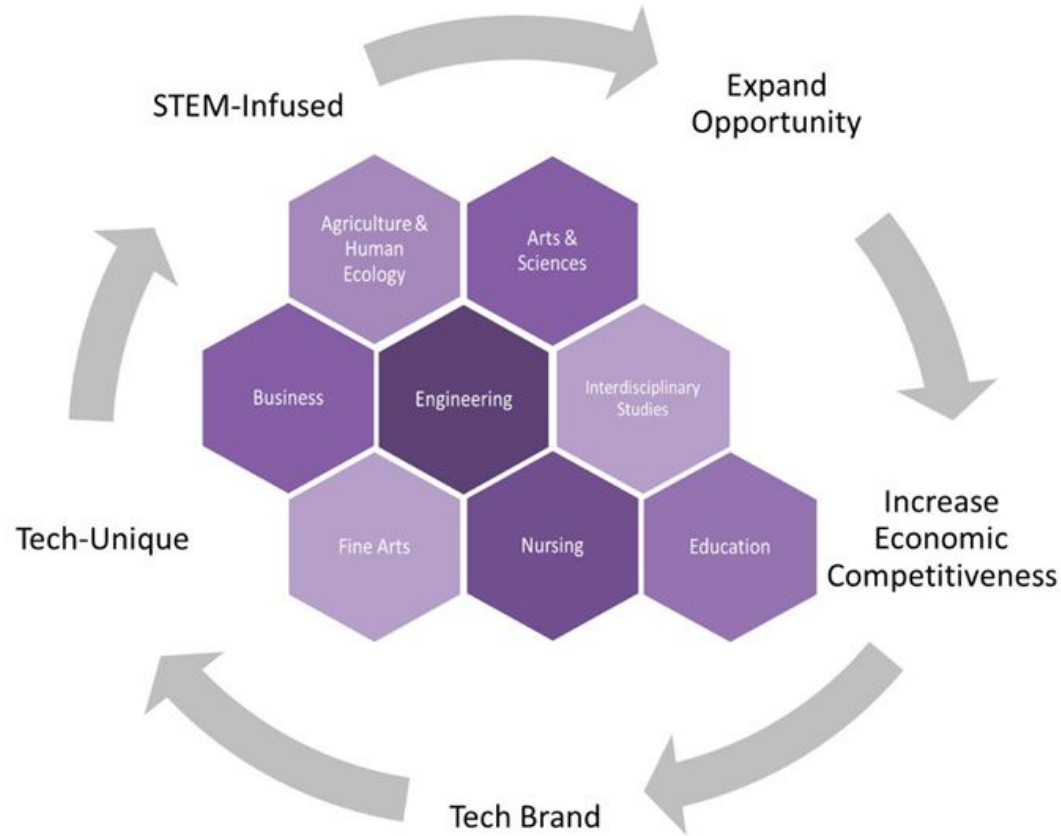 STEM-Infused
Expand
Opportunity
Agriculture &
Human
Ecology
Arts &
Sciences
Business
Engineering
Interdisciplinary
Studies
Tech-Unique
Fine Arts
Nursing
Education
Increase
Economic
Competitiveness
Tech Brand